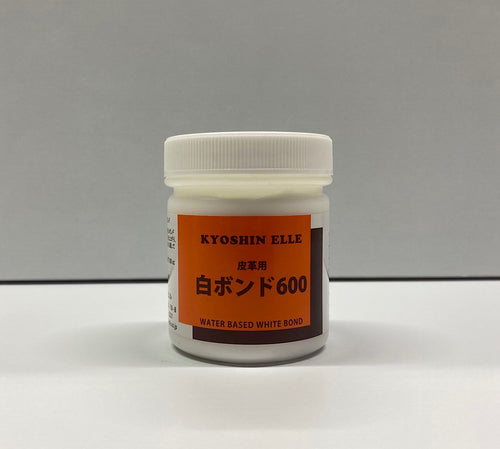 KYOSHIN ELLE
皮革用
白ボンド600
WATER BASED WHITE BOND